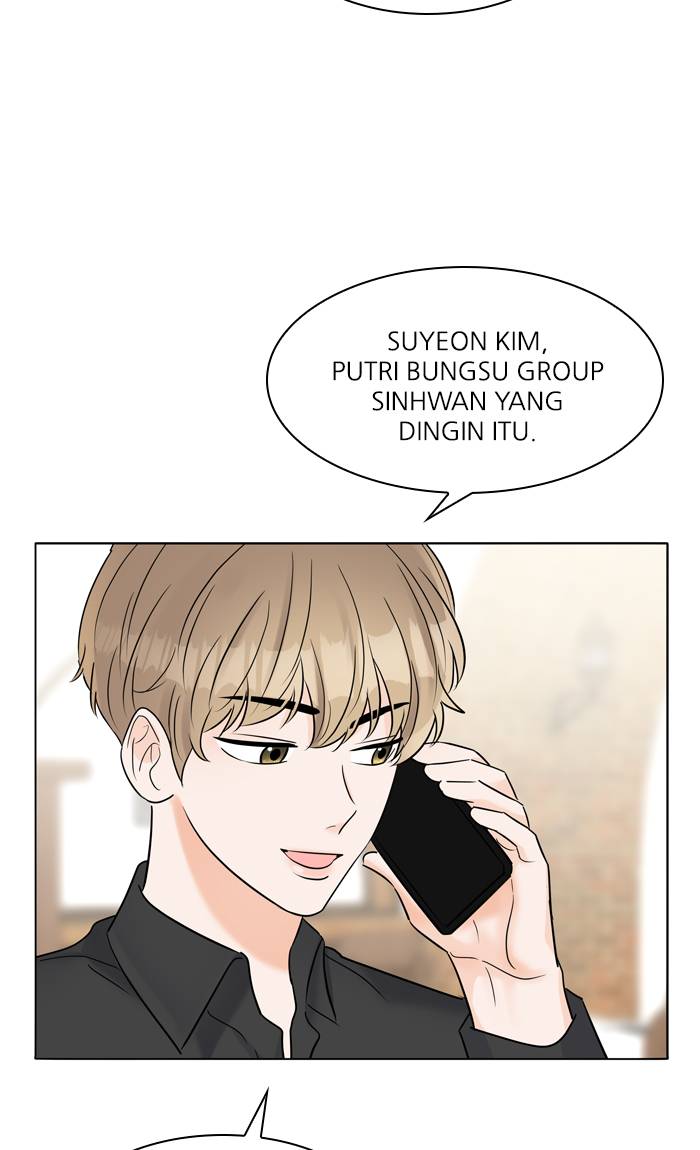 SUYEON KIM,
PUTRI BUNGSU GROUP
SINHWAN YANG
DINGIN ITU.